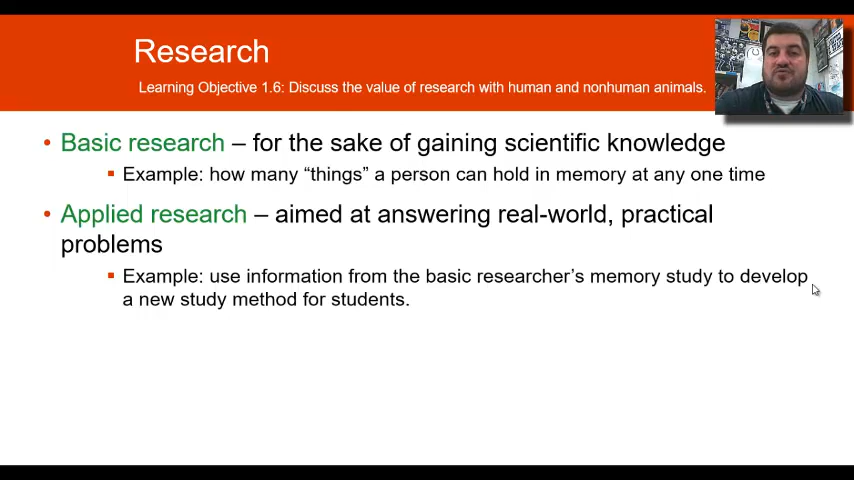 Research
Learning Objective 1.6: Discuss the value of research with human and nonhuman animals.
• Basic research – for the sake of gaining scientific knowledge
▪ Example: how many “things” a person can hold in memory at any one time
• Applied research – aimed at answering real-world, practical
problems
▪ Example: use information from the basic researcher’s memory study to develop
a new study method for students.